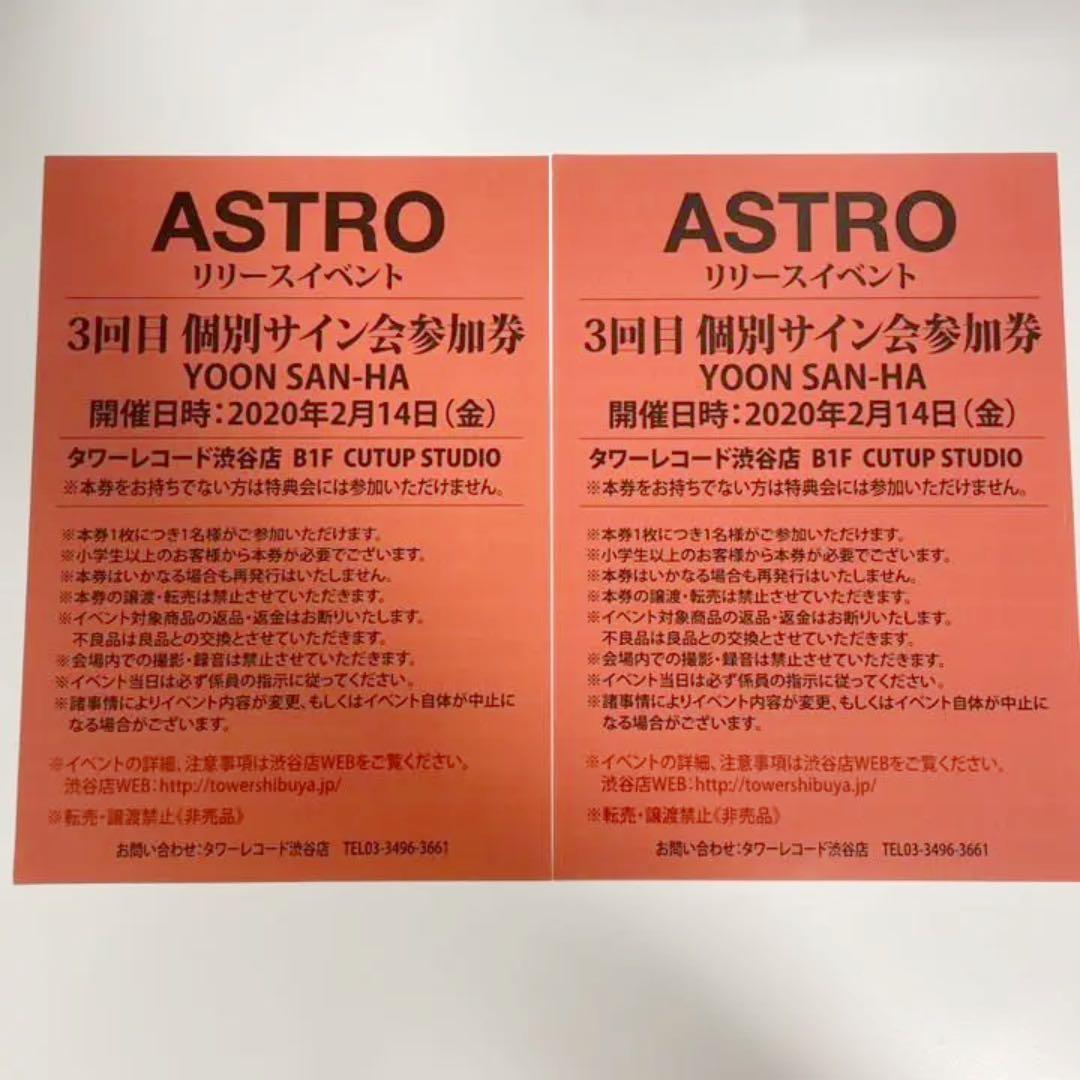 ASTRO
リリースイベント
3回目 個別サイン会参加券
YOON SAN-HA
開催日時：2020年2月14日（金）
タワーレコード渋谷店 B1F CUTUP STUDIO
※本券をお持ちでない方は特典会には参加いただけません。
※本券1枚につき1名様がご参加いただけます。
※小学生以上のお客様から本券が必要でございます。
※本券はいかなる場合も再発行はいたしません。
※本券の譲渡・転売は禁止させていただきます。
※イベント対象商品の返品・返金はお断りいたします。
不良品は良品との交換とさせていただきます。
※会場内での撮影・録音は禁止させていただきます。
※イベント当日は必ず係員の指示に従ってください。
※諸事情によりイベント内容が変更、もしくはイベント自体が中止に
なる場合がございます。
※イベントの詳細、注意事項は渋谷店WEBをご覧ください。
渋谷店WEB：http://towershibuya.jp/
※転売・譲渡禁止《非売品》
お問い合わせ：タワーレコード渋谷店 TEL03-3496-3661
ASTRO
リリースイベント
3回目 個別サイン会参加券
YOON SAN-HA
開催日時：2020年2月14日（金）
タワーレコード渋谷店 B1F CUTUP STUDIO
※本券をお持ちでない方は特典会には参加いただけません。
※本券1枚につき1名様がご参加いただけます。
※小学生以上のお客様から本券が必要でございます。
※本券はいかなる場合も再発行はいたしません。
※本券の譲渡・転売は禁止させていただきます。
※イベント対象商品の返品・返金はお断りいたします。
不良品は良品との交換とさせていただきます。
※会場内での撮影・録音は禁止させていただきます。
※イベント当日は必ず係員の指示に従ってください。
※諸事情によりイベント内容が変更、もしくはイベント自体が中止に
なる場合がございます。
※イベントの詳細、注意事項は渋谷店WEBをご覧ください。
渋谷店WEB：http://towershibuya.jp/
※転売・譲渡禁止《非売品》
お問い合わせ：タワーレコード渋谷店 TEL03-3496-3661